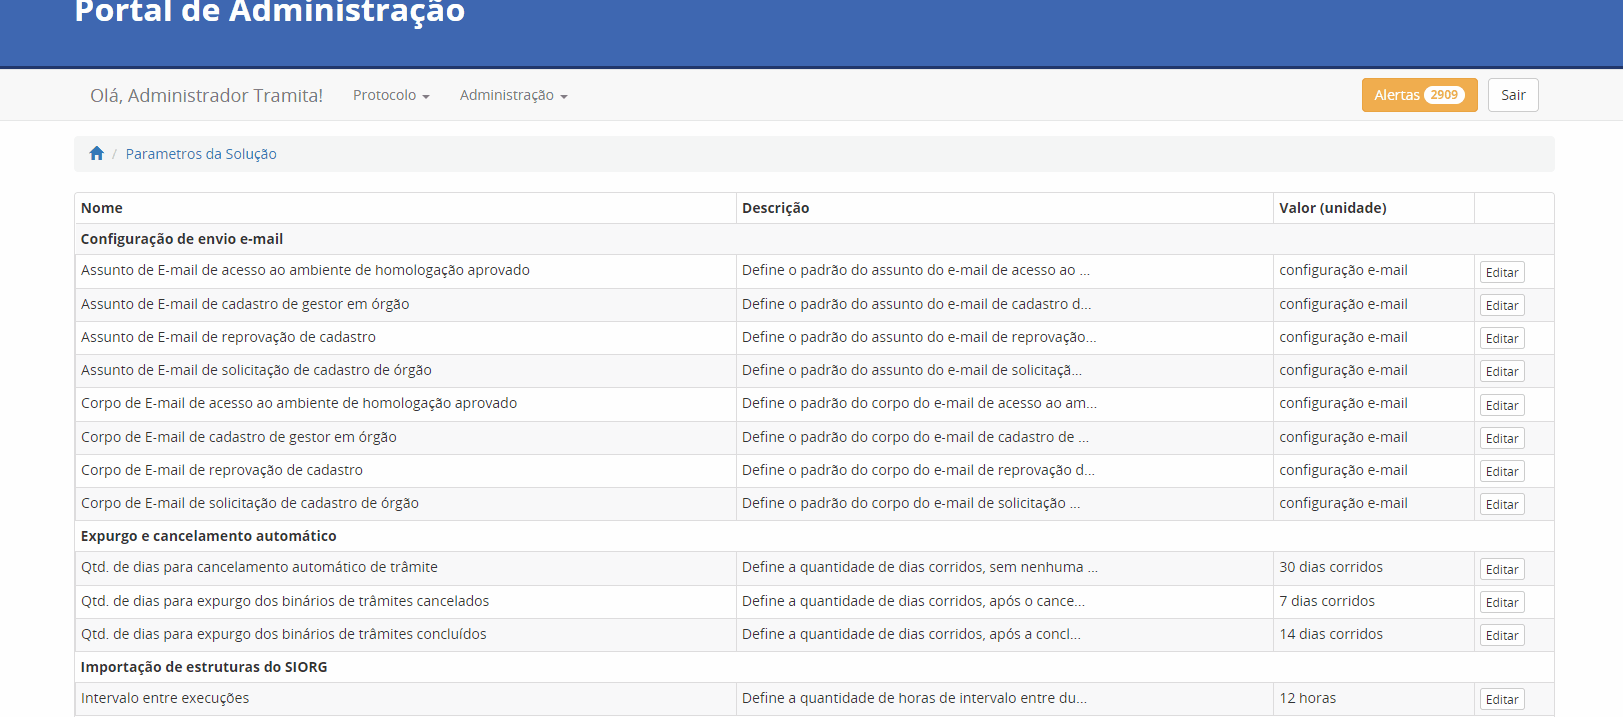 Portal de Administração
Olá, Administrador Tramita! Protocolo Administração Alertas 2909 Sair
/ Parametros da Solução
Nome Descrição Valor (unidade)
Configuração de envio e-mail
Assunto de E-mail de acesso ao ambiente de homologação aprovado Define o padrão do assunto do e-mail de acesso ao ... configuração e-mail Editar
Assunto de E-mail de cadastro de gestor em órgão Define o padrão do assunto do e-mail de cadastro d... configuração e-mail Editar
Assunto de E-mail de reprovação de cadastro Define o padrão do assunto do e-mail de reprovação... configuração e-mail Editar
Assunto de E-mail de solicitação de cadastro de órgão Define o padrão do assunto do e-mail de solicitaçã... configuração e-mail Editar
Corpo de E-mail de acesso ao ambiente de homologação aprovado Define o padrão do corpo do e-mail de acesso ao am... configuração e-mail Editar
Corpo de E-mail de cadastro de gestor em órgão Define o padrão do corpo do e-mail de cadastro de ... configuração e-mail Editar
Corpo de E-mail de reprovação de cadastro Define o padrão do corpo do e-mail de reprovação d... configuração e-mail Editar
Corpo de E-mail de solicitação de cadastro de órgão Define o padrão do corpo do e-mail de solicitação ... configuração e-mail Editar
Expurgo e cancelamento automático
Qtd. de dias para cancelamento automático de trâmite Define a quantidade de dias corridos, sem nenhuma ... 30 dias corridos Editar
Qtd. de dias para expurgo dos binários de trâmites cancelados Define a quantidade de dias corridos, após o cance... 7 dias corridos Editar
Qtd. de dias para expurgo dos binários de trâmites concluídos Define a quantidade de dias corridos, após a concl... 14 dias corridos Editar
Importação de estruturas do SIORG
Intervalo entre execuções Define a quantidade de horas de intervalo entre du... 12 horas Editar